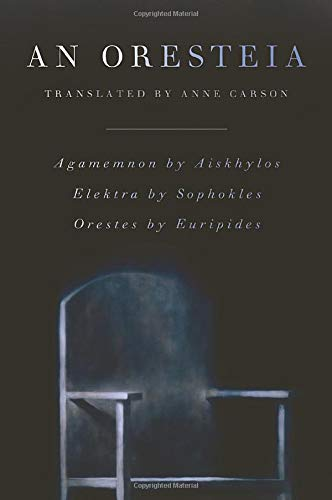 AN ORESTEIA
TRANSLATED BY ANNE CARSON
Agamemnon by Aiskhylos
Elektra by Sophokles
Orestes by Euripides